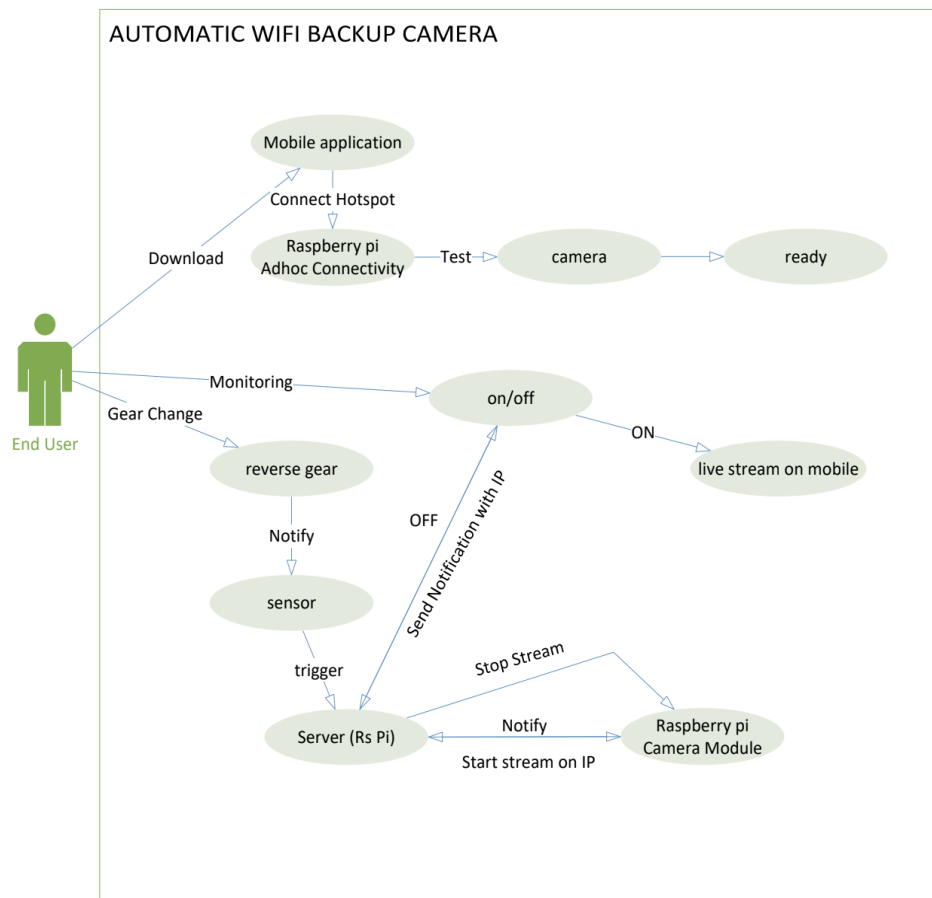 AUTOMATIC WIFI BACKUP CAMERA
Mobile application
Connect Hotspot
Download
Raspberry pi
Adhoc Connectivity
Test
camera
ready
Monitoring
on/off
Gear Change
End User
ON
reverse gear
live stream on mobile
OFF
Send Notification with IP
Notify
sensor
trigger
Stop Stream
Server (Rs Pi)
Notify
Start stream on IP
Raspberry pi
Camera Module